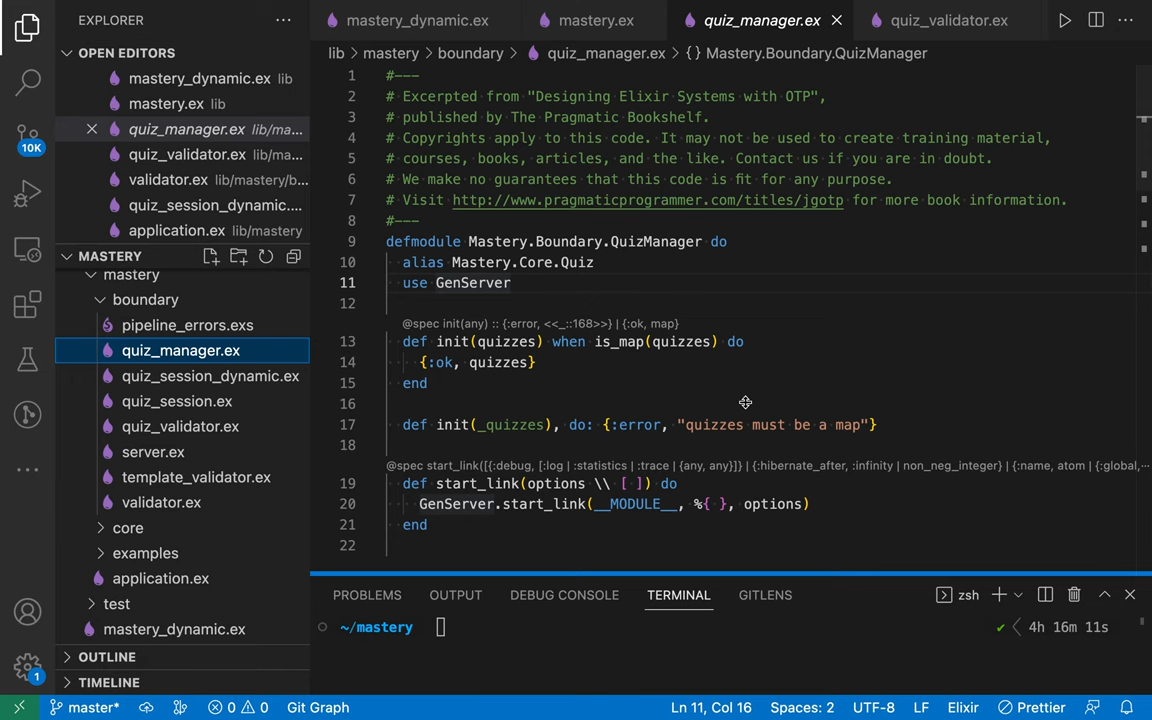 EXPLORER
OPEN EDITORS
mastery_dynamic.ex lib
mastery.ex lib
quiz_manager.ex lib/ma...
quiz_validator.ex lib/ma...
validator.ex lib/mastery/b...
quiz_session_dynamic....
application.ex lib/mastery
10K
MASTERY
mastery
boundary
pipeline_errors.exs
quiz_manager.ex
quiz_session_dynamic.ex
quiz_session.ex
quiz_validator.ex
server.ex
template_validator.ex
validator.ex
core
examples
application.ex
test
mastery_dynamic.ex
OUTLINE
TIMELINE
1
mastery_dynamic.ex mastery.ex quiz_manager.ex quiz_validator.ex
lib > mastery > boundary > quiz_manager.ex > {} Mastery.Boundary.QuizManager
1 #---
2 # Excerpted from "Designing Elixir Systems with OTP",
3 # published by The Pragmatic Bookshelf.
4 # Copyrights apply to this code. It may not be used to create training material,
5 # courses, books, articles, and the like. Contact us if you are in doubt.
6 # We make no guarantees that this code is fit for any purpose.
7 # Visit http://www.pragmaticprogrammer.com/titles/jgotp for more book information.
8 #---
9 defmodule Mastery.Boundary.QuizManager do
10 alias Mastery.Core.Quiz
11 use GenServer
12
@spec init(any) :: {:error, <<_::168>>} | {:ok, map}
13 def init(quizzes) when is_map(quizzes) do
14 {:ok, quizzes}
15 end
16
17 def init(_quizzes), do: {:error, "quizzes must be a map"}
18
@spec start_link([{:debug, [:log | :statistics | :trace | {any, any}]} | {:hibernate_after, :infinity | non_neg_integer} | {:name, atom | {:global,...
19 def start_link(options \\ [ ]) do
20 GenServer.start_link(__MODULE__, %{ }, options)
21 end
22
PROBLEMS OUTPUT DEBUG CONSOLE TERMINAL GITLENS zsh
~/mastery 4h 16m 11s
master* 0 0 Git Graph Ln 11, Col 16 Spaces: 2 UTF-8 LF Elixir Prettier